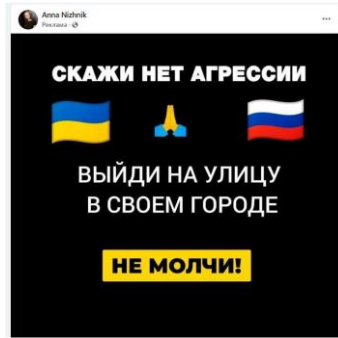 Anna Nizhnik
Реклама ·
СКАЖИ НЕТ АГРЕССИИ
ВЫЙДИ НА УЛИЦУ
В СВОЕМ ГОРОДЕ
НЕ МОЛЧИ!